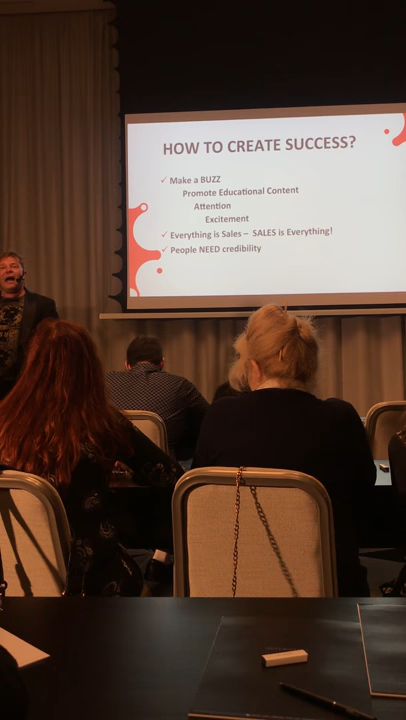 HOW TO CREATE SUCCESS?
✓ Make a BUZZ
Promote Educational Content
Attention
Excitement
✓ Everything is Sales – SALES is Everything!
✓ People NEED credibility